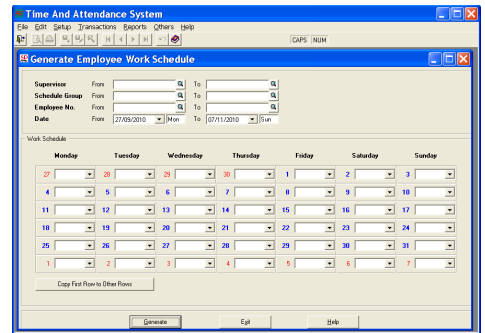 Time And Attendance System
File Edit Setup Transactions Reports Others Help
CAPS NUM
Generate Employee Work Schedule
Supervisor From To
Schedule Group From To
Employee No. From To
Date From 27/09/2010 Mon To 07/11/2010 Sun
Work Schedule
Monday Tuesday Wednesday Thursday Friday Saturday Sunday
27 28 29 30 1 2 3
4 5 6 7 8 9 10
11 12 13 14 15 16 17
18 19 20 21 22 23 24
25 26 27 28 29 30 31
1 2 3 4 5 6 7
Copy First Row to Other Rows
Generate Exit Help